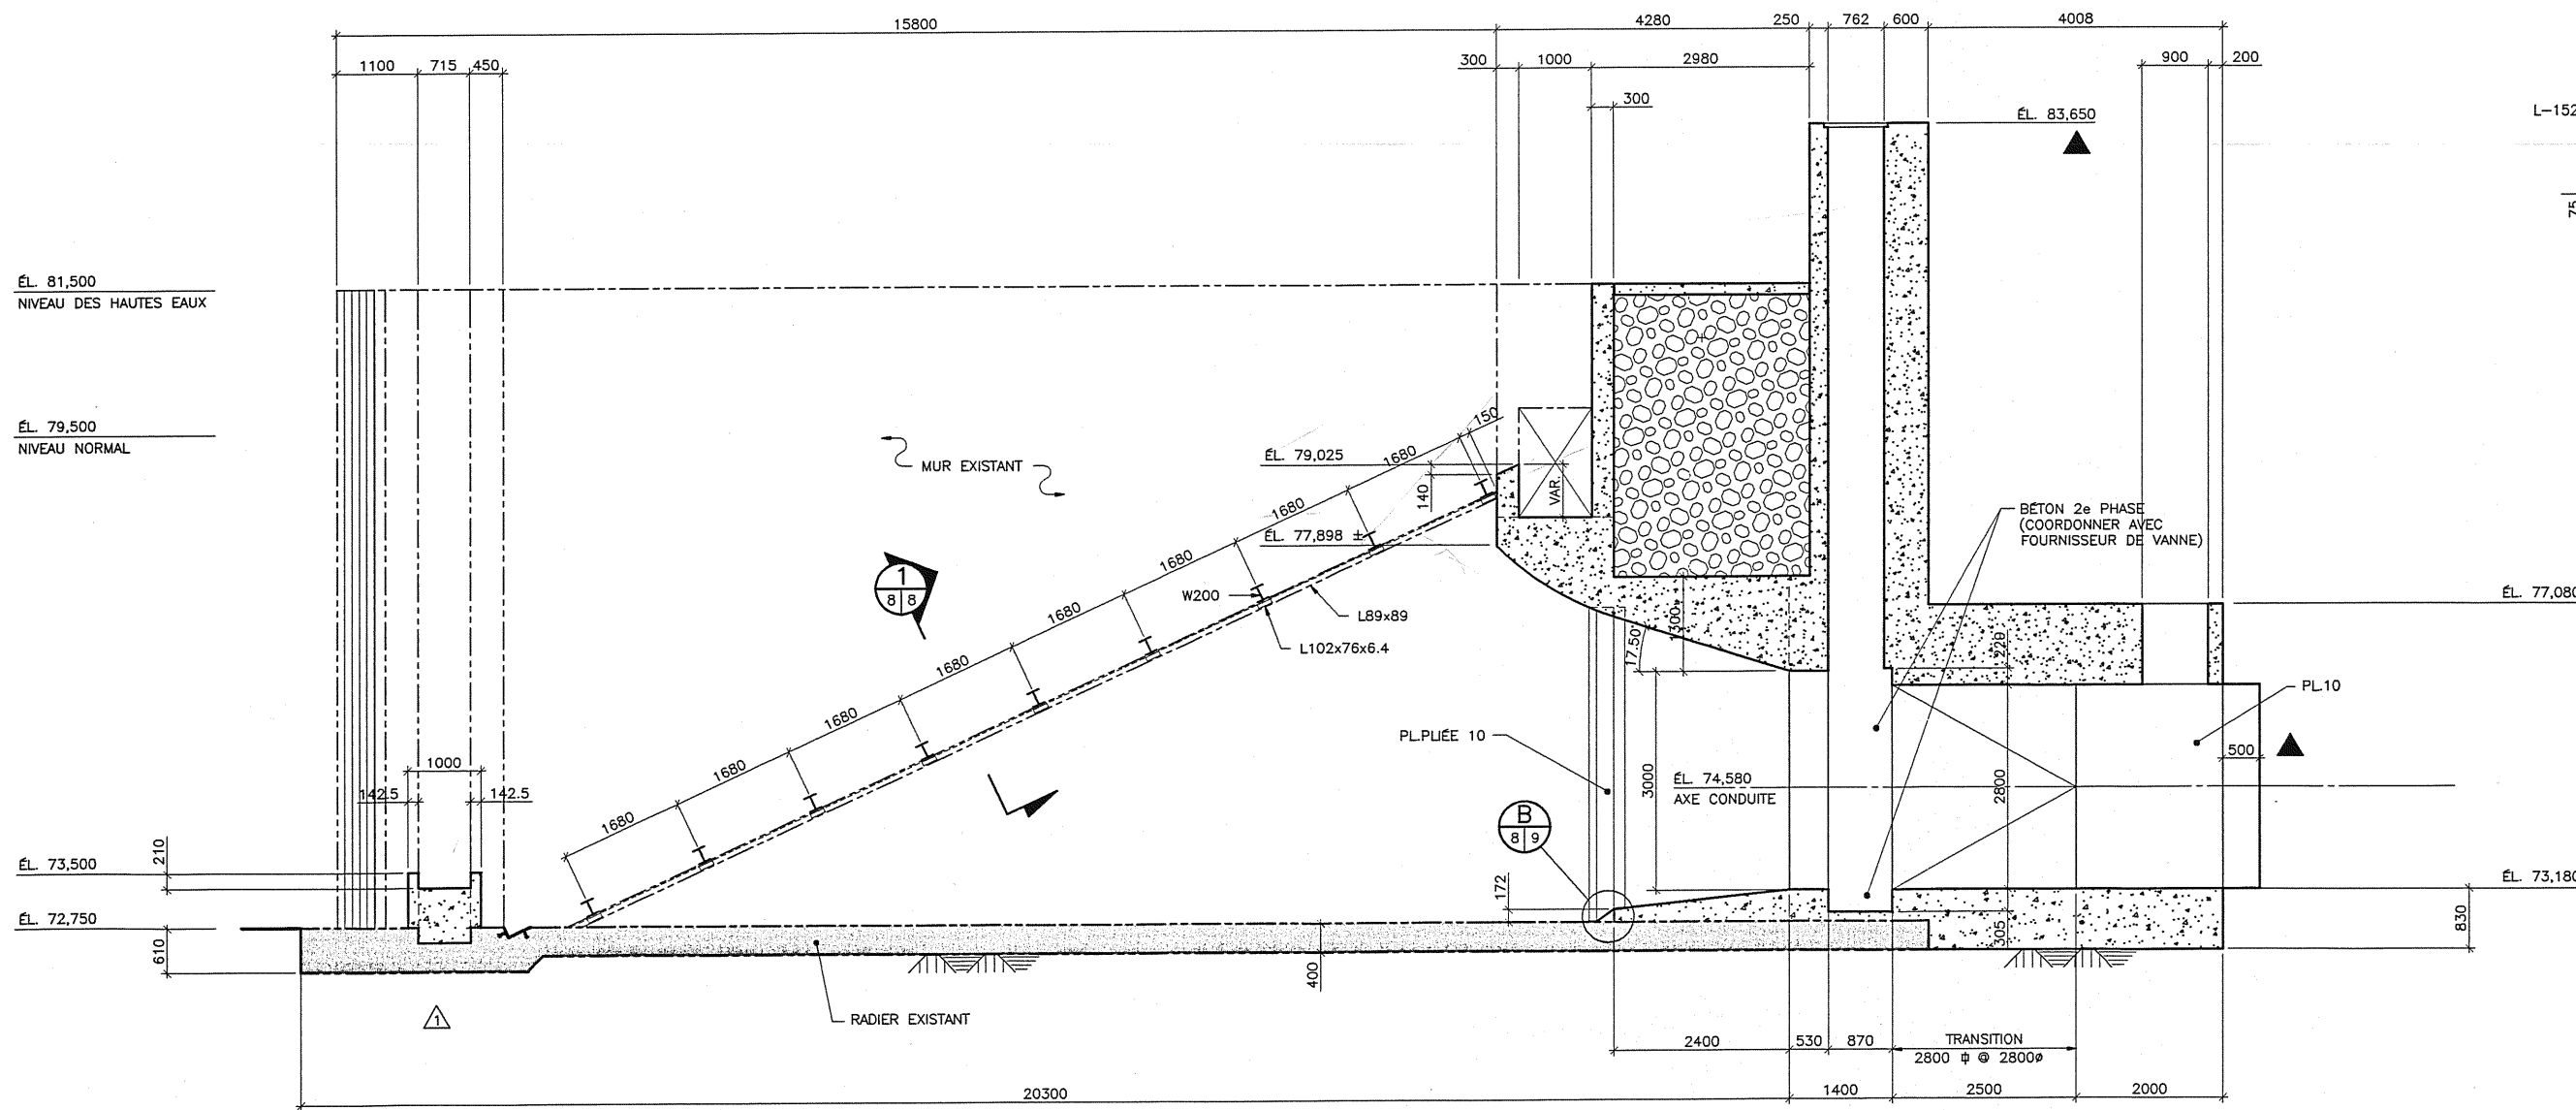 15800
4280
250
762
600
4008
1100
715
450
300
1000
2980
900
200
300
ÉL. 83,650
L-152
75
ÉL. 81,500
NIVEAU DES HAUTES EAUX
ÉL. 79,500
NIVEAU NORMAL
MUR EXISTANT
ÉL. 79,025
140
VAR.
150
1680
1680
1680
1680
1680
1680
1680
1680
ÉL. 77,898 ±
BÉTON 2e PHASE
(COORDONNER AVEC
FOURNISSEUR DE VANNE)
1
8 8
W200
L89x89
L102x76x6.4
17.50°
1300
229
ÉL. 77,080
PL.10
PL.PLIÉE 10
500
1000
142.5
142.5
3000
ÉL. 74,580
AXE CONDUITE
2800
B
8 9
210
ÉL. 73,500
172
ÉL. 73,180
ÉL. 72,750
610
400
305
830
1
RADIER EXISTANT
2400
530
870
TRANSITION
2800 ⌷ @ 2800ø
20300
1400
2500
2000